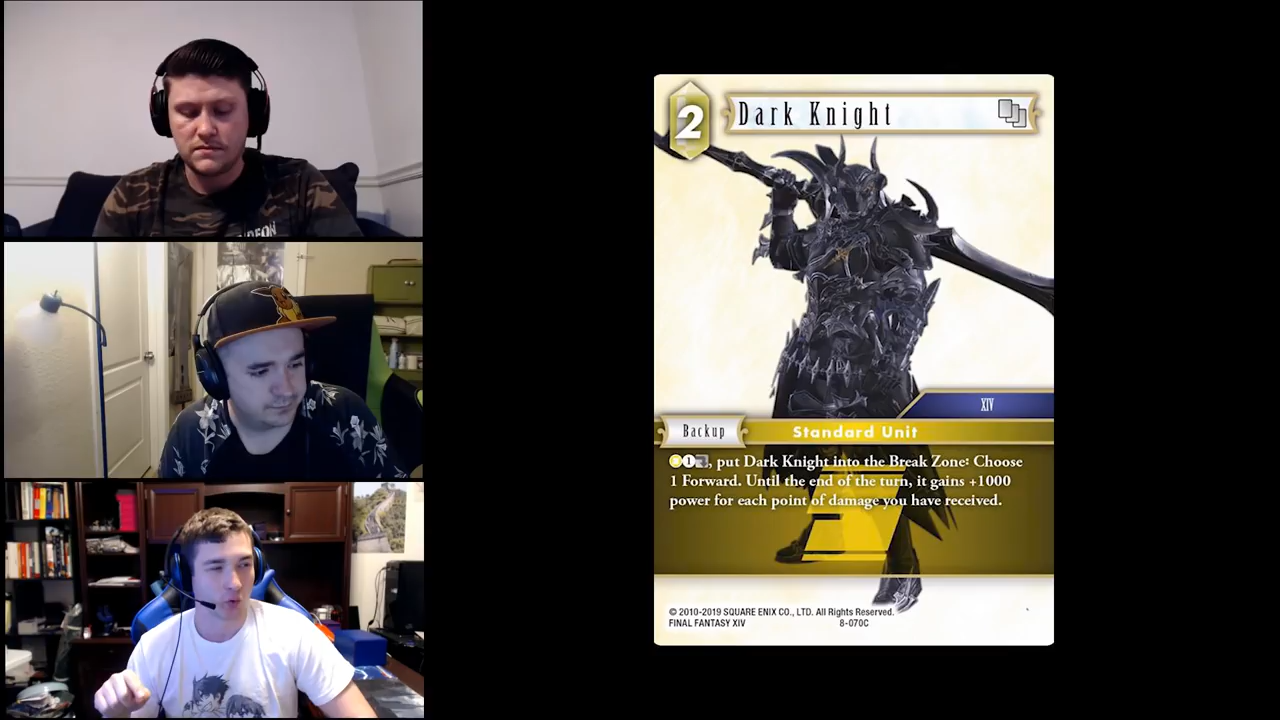 2
Dark Knight
XIV
Backup
Standard Unit
1, put Dark Knight into the Break Zone: Choose
1 Forward. Until the end of the turn, it gains +1000
power for each point of damage you have received.
© 2010-2019 SQUARE ENIX CO., LTD. All Rights Reserved.
FINAL FANTASY XIV
8-070C